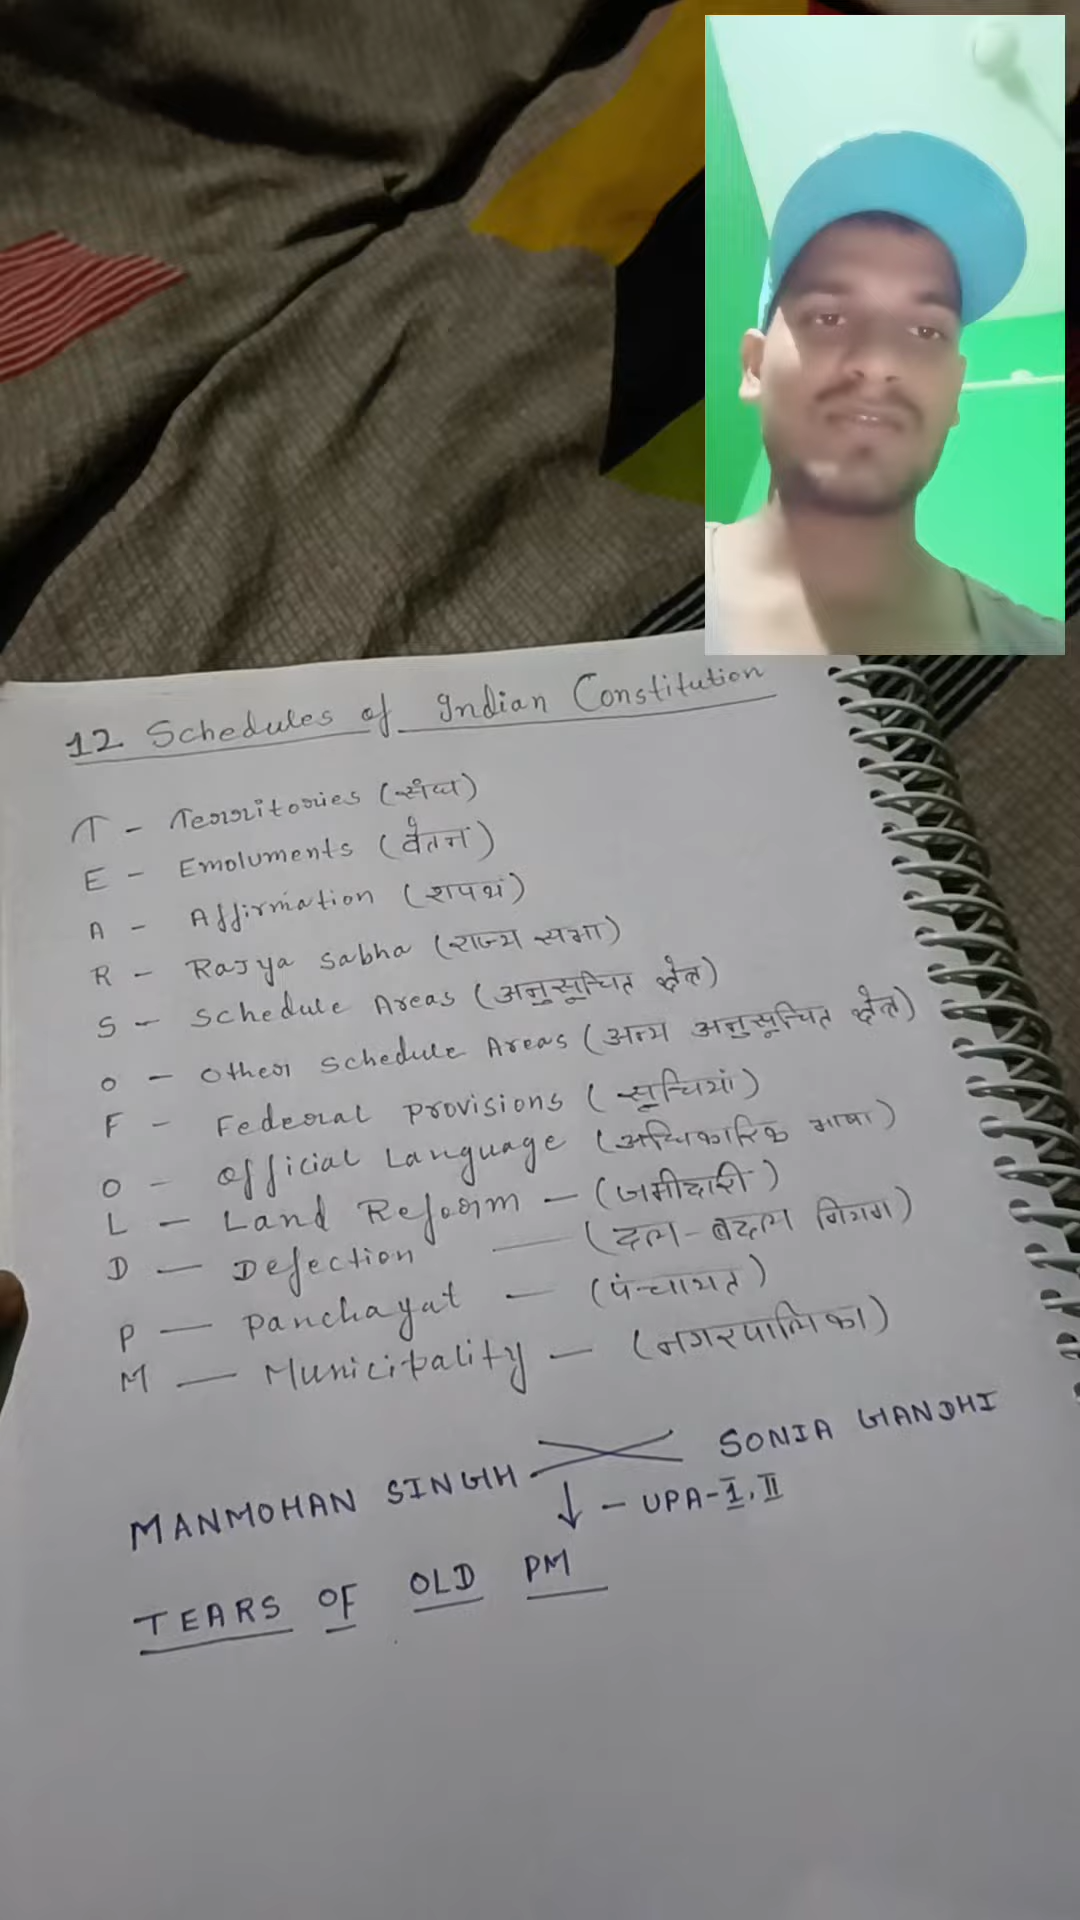 12 Schedules of Indian Constitution
T - Territories (संघ)
E - Emoluments (वेतन)
A - Affirmation (शपथ)
R - Rajya Sabha (राज्य सभा)
S - Schedule Areas (अनुसूचित क्षेत्र)
O - Other Schedule Areas (अन्य अनुसूचित क्षेत्र)
F - Federal Provisions (सूचियां)
O - Official Language (अधिकारिक भाषा)
L - Land Reform - (जमीदारी)
D - Defection - (दल-बदल नियम)
P - Panchayat - (पंचायत)
M - Municipality - (नगरपालिका)
MANMOHAN SINGH SONIA GANDHI
↓ - UPA-I, II
TEARS OF OLD PM